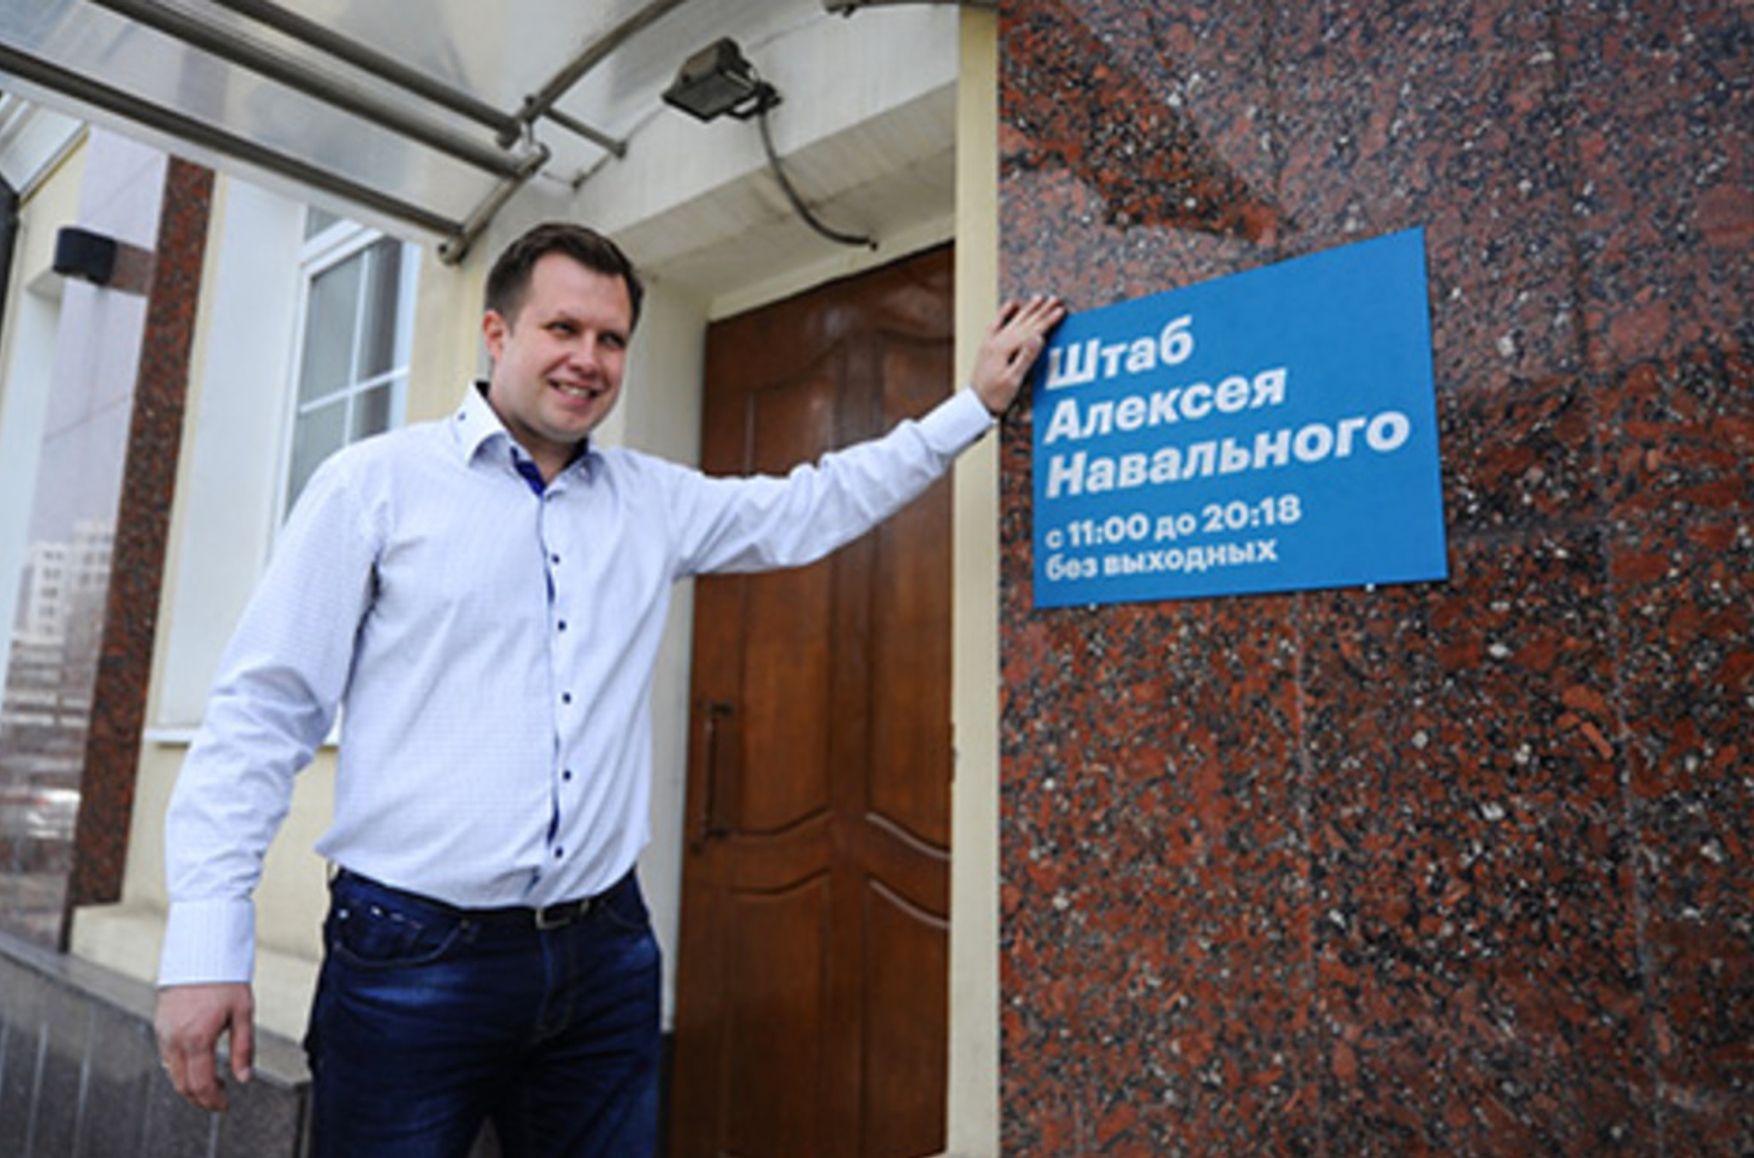 Штаб
Алексея
Навального
с 11:00 до 20:18
без выходных